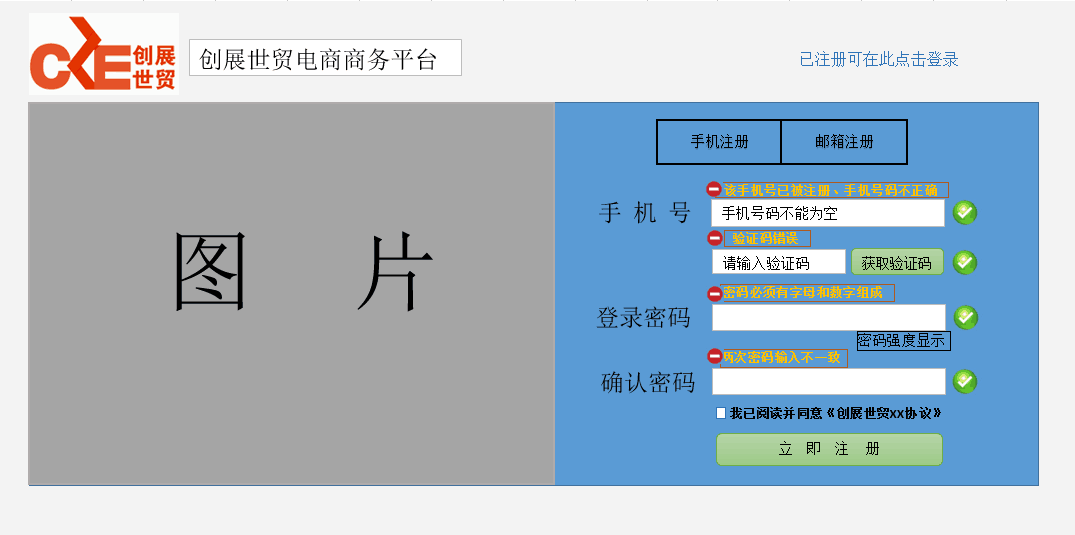 CKE创展
世贸
创展世贸电商商务平台
已注册可在此点击登录
图 片
手机注册
邮箱注册
该手机号已被注册、手机号码不正确
手 机 号
手机号码不能为空
验证码错误
请输入验证码
获取验证码
密码必须有字母和数字组成
登录密码
密码强度显示
两次密码输入不一致
确认密码
我已阅读并同意《创展世贸XX协议》
立 即 注 册